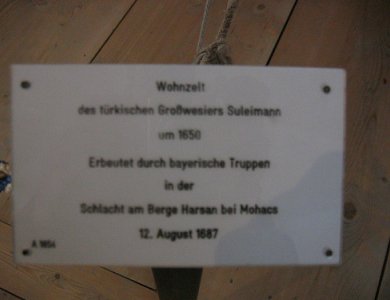 Wohnzelt
des türkischen Großwesiers Suleimann
um 1650
Erbeutet durch bayerische Truppen
in der
Schlacht am Berge Harsan bei Mohacs
12. August 1687
A 1856